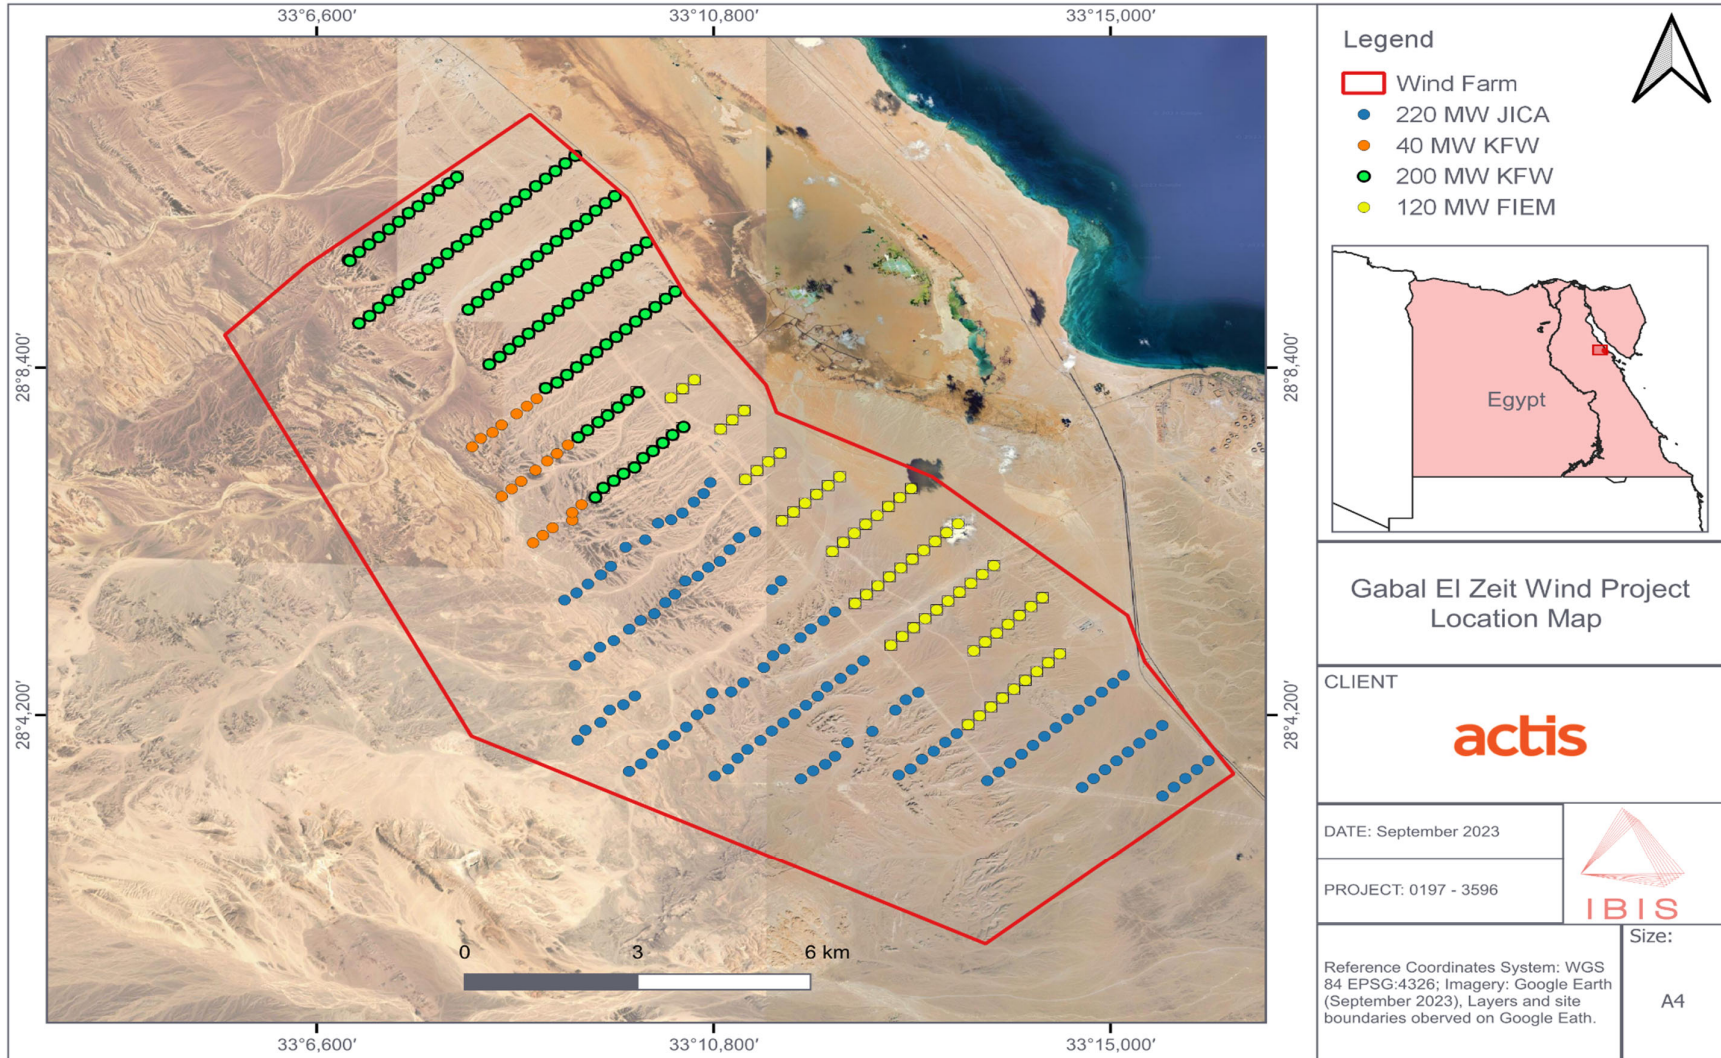 33°6,600′
33°10,800′
33°15,000′
28°8,400′
28°4,200′
28°8,400′
28°4,200′
0
3
6 km
33°6,600′
33°10,800′
33°15,000′
Legend
Wind Farm
220 MW JICA
40 MW KFW
200 MW KFW
120 MW FIEM
Egypt
Gabal El Zeit Wind Project
Location Map
CLIENT
actis
DATE: September 2023
PROJECT: 0197 - 3596
IBIS
Reference Coordinates System: WGS
84 EPSG:4326; Imagery: Google Earth
(September 2023), Layers and site
boundaries oberved on Google Eath.
Size:
A4